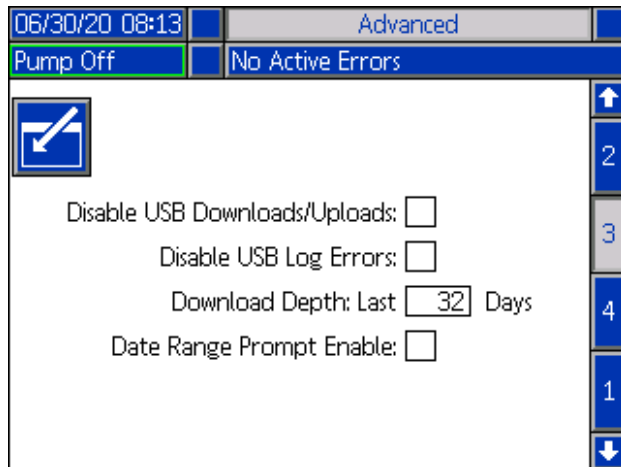 06/30/20 08:13 Advanced
Pump Off No Active Errors
2
Disable USB Downloads/Uploads:
3
Disable USB Log Errors:
Download Depth: Last 32 Days
4
Date Range Prompt Enable:
1